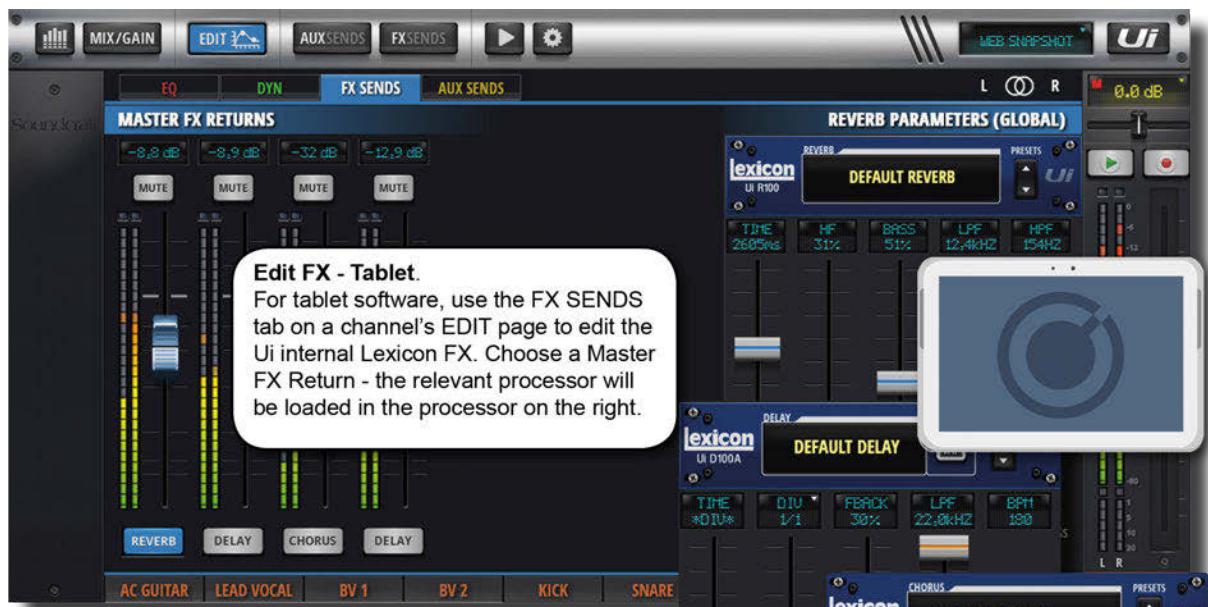 MIX/GAIN
EDIT
AUXSENDS
FXSENDS
WEB SNAPSHOT
Ui
EQ
DYN
FX SENDS
AUX SENDS
L R
0.0 dB
Soundcraft
MASTER FX RETURNS
REVERB PARAMETERS (GLOBAL)
-8,8 dB
-8,9 dB
-32 dB
-12,9 dB
MUTE
MUTE
MUTE
MUTE
lexicon
Ui R100
REVERB
DEFAULT REVERB
PRESETS
Ui
TIME HF BASS LPF HPF
2605ms 31% 51% 12,4kHZ 154HZ
Edit FX - Tablet.
For tablet software, use the FX SENDS
tab on a channel's EDIT page to edit the
Ui internal Lexicon FX. Choose a Master
FX Return - the relevant processor will
be loaded in the processor on the right.
lexicon
Ui D100A
DELAY
DEFAULT DELAY
TIME DIV FBACK LPF BPM
*DIV* 1/1 30% 22,0kHZ 180
REVERB
DELAY
CHORUS
DELAY
L R
AC GUITAR
LEAD VOCAL
BV 1
BV 2
KICK
SNARE
lexicon
CHORUS
PRESETS